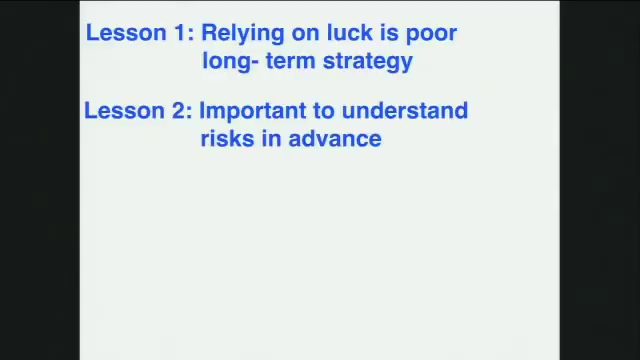 Lesson 1: Relying on luck is poor
long- term strategy
Lesson 2: Important to understand
risks in advance